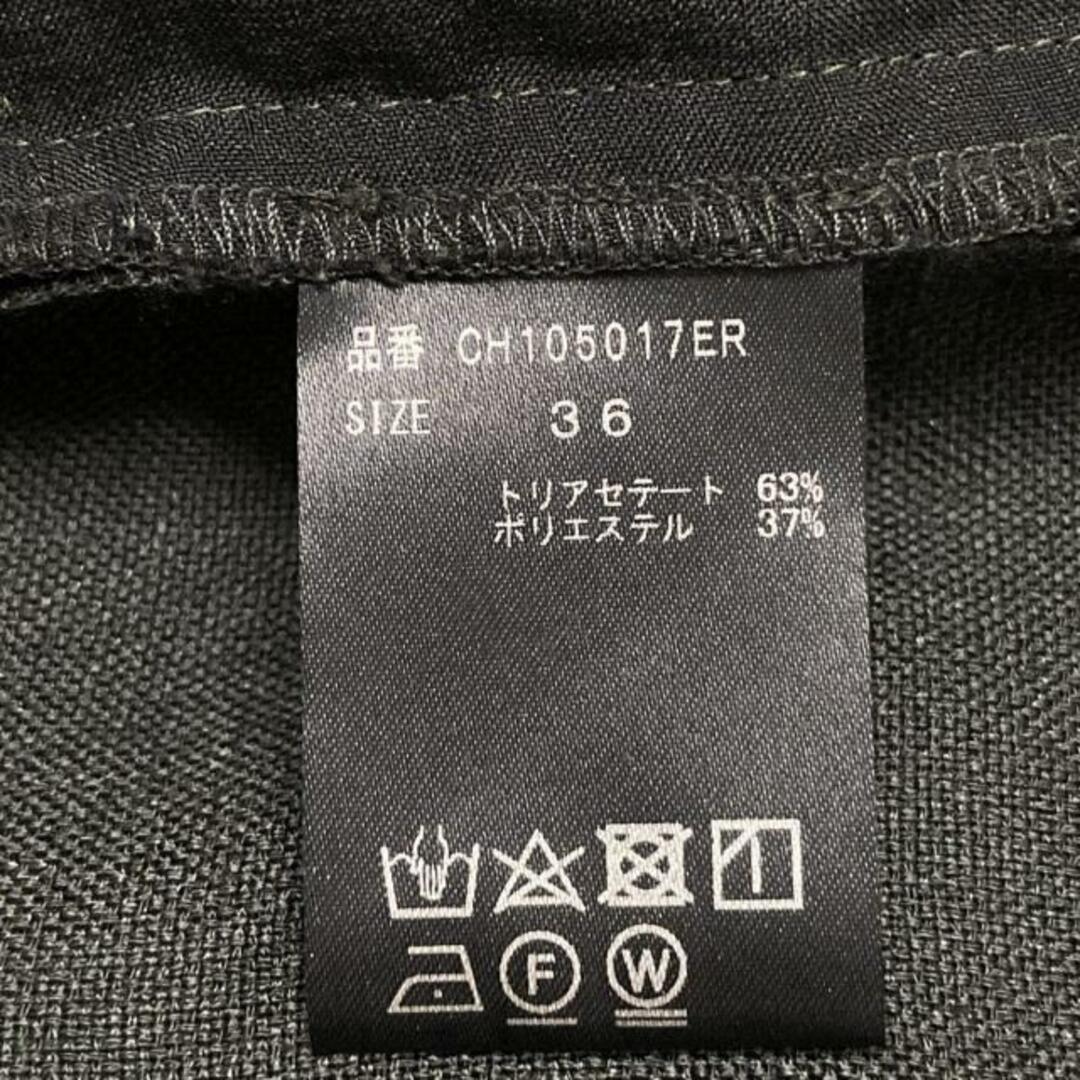 品番 CH105017ER
SIZE 36
トリアセテート 63%
ポリエステル 37%
F W